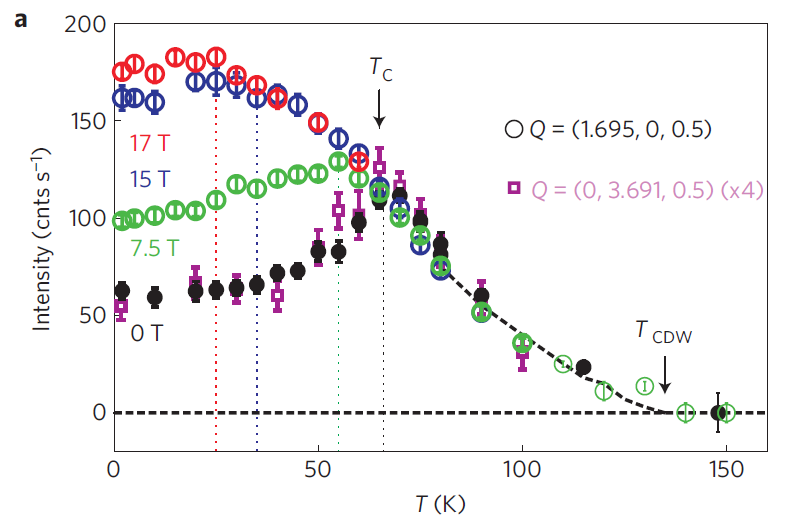 a
200
150
100
50
0
Intensity (cnts s⁻¹)
17 T
15 T
7.5 T
0 T
T_C
Q = (1.695, 0, 0.5)
Q = (0, 3.691, 0.5) (x4)
T_CDW
0
50
100
150
T (K)